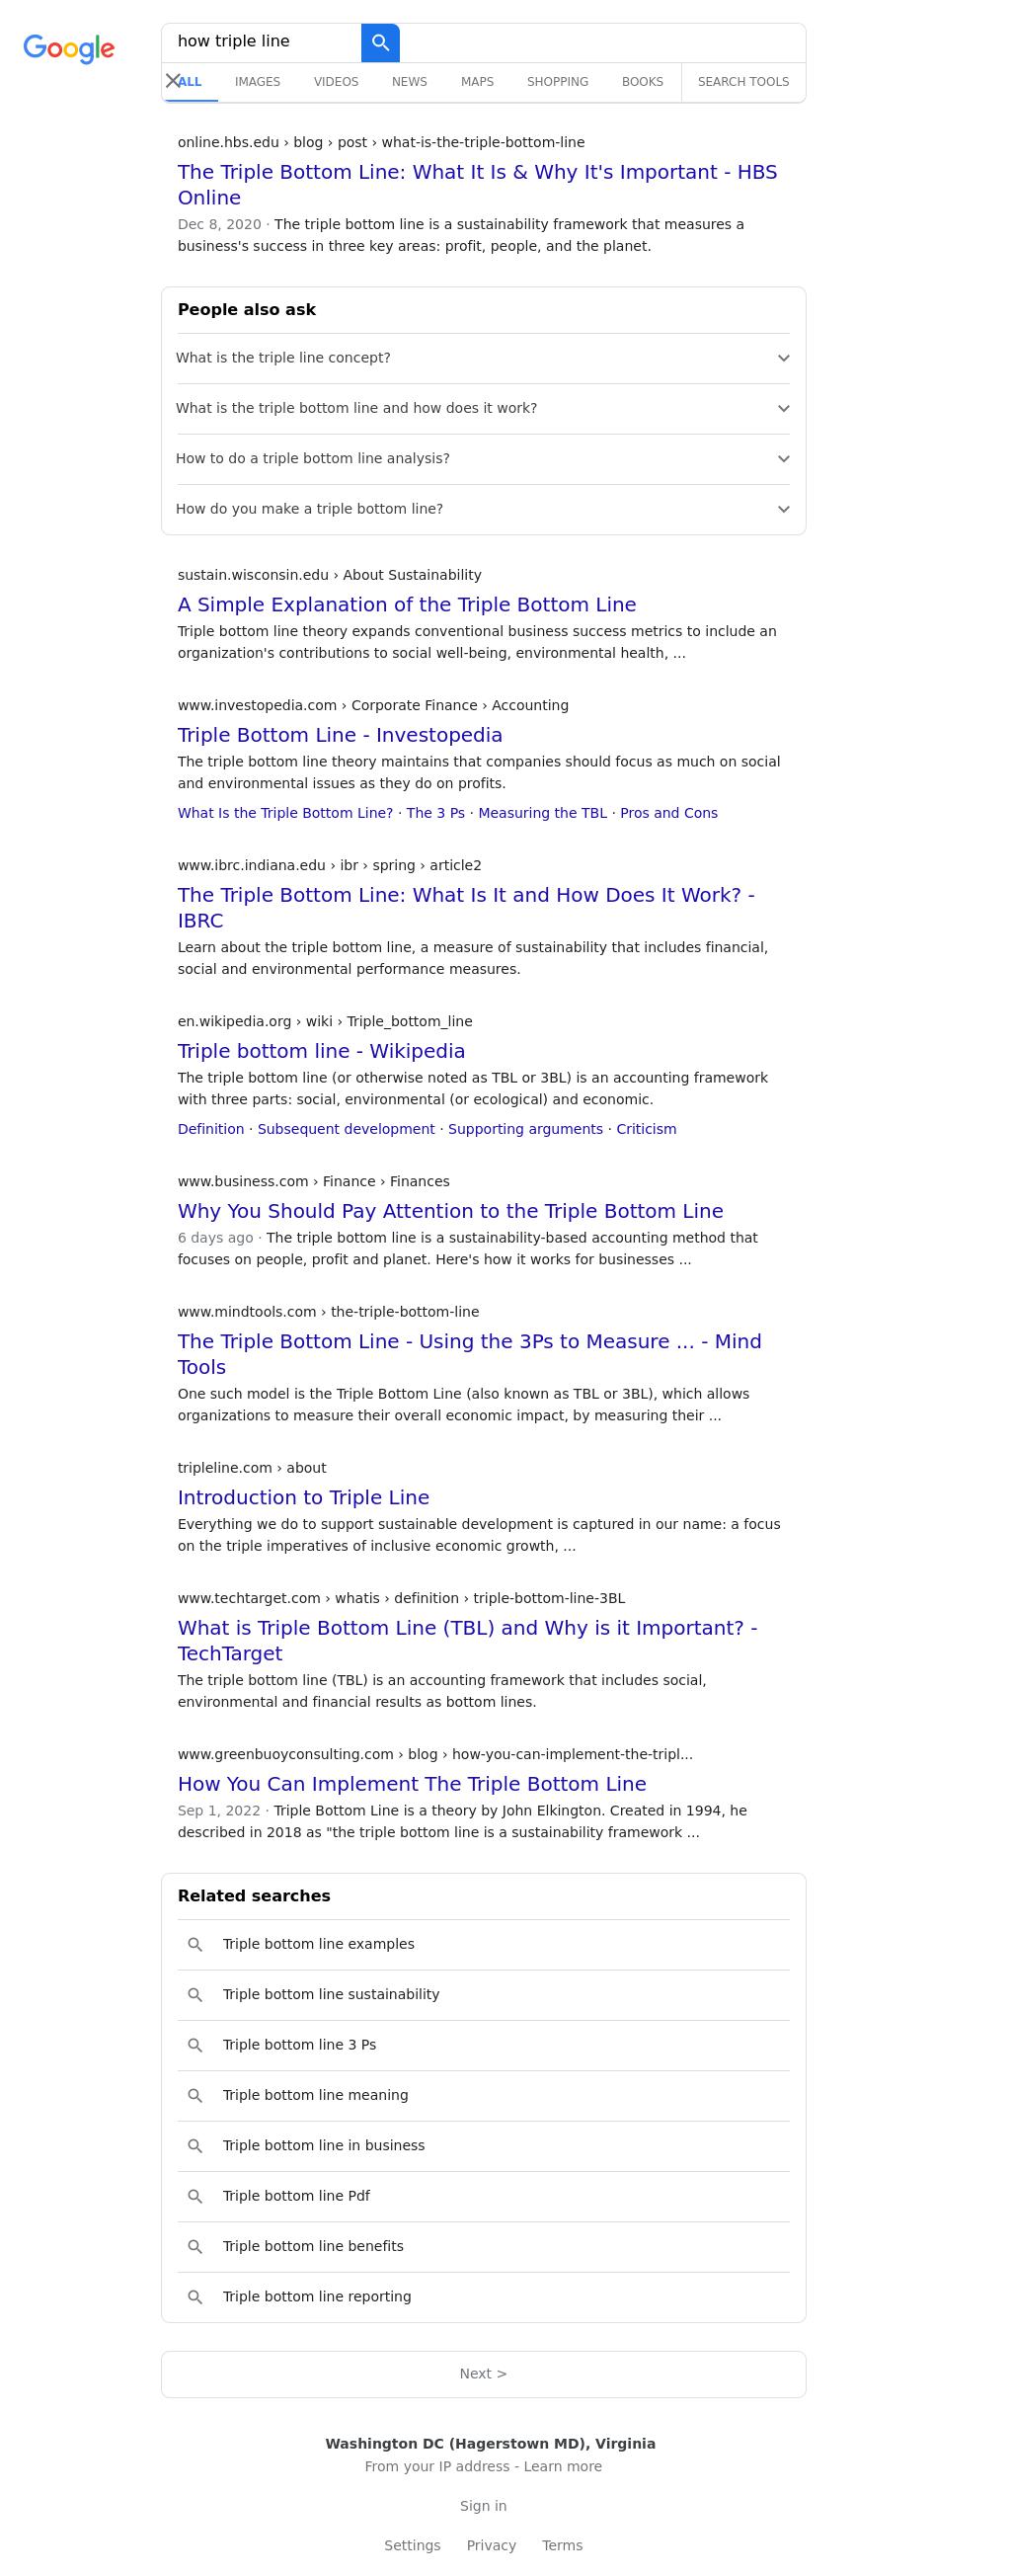 Google
how triple line
ALL IMAGES VIDEOS NEWS MAPS SHOPPING BOOKS SEARCH TOOLS
online.hbs.edu › blog › post › what-is-the-triple-bottom-line
The Triple Bottom Line: What It Is & Why It's Important - HBS
Online
Dec 8, 2020 · The triple bottom line is a sustainability framework that measures a
business's success in three key areas: profit, people, and the planet.
People also ask
What is the triple line concept?
What is the triple bottom line and how does it work?
How to do a triple bottom line analysis?
How do you make a triple bottom line?
sustain.wisconsin.edu › About Sustainability
A Simple Explanation of the Triple Bottom Line
Triple bottom line theory expands conventional business success metrics to include an
organization's contributions to social well-being, environmental health, ...
www.investopedia.com › Corporate Finance › Accounting
Triple Bottom Line - Investopedia
The triple bottom line theory maintains that companies should focus as much on social
and environmental issues as they do on profits.
What Is the Triple Bottom Line? · The 3 Ps · Measuring the TBL · Pros and Cons
www.ibrc.indiana.edu › ibr › spring › article2
The Triple Bottom Line: What Is It and How Does It Work? -
IBRC
Learn about the triple bottom line, a measure of sustainability that includes financial,
social and environmental performance measures.
en.wikipedia.org › wiki › Triple_bottom_line
Triple bottom line - Wikipedia
The triple bottom line (or otherwise noted as TBL or 3BL) is an accounting framework
with three parts: social, environmental (or ecological) and economic.
Definition · Subsequent development · Supporting arguments · Criticism
www.business.com › Finance › Finances
Why You Should Pay Attention to the Triple Bottom Line
6 days ago · The triple bottom line is a sustainability-based accounting method that
focuses on people, profit and planet. Here's how it works for businesses ...
www.mindtools.com › the-triple-bottom-line
The Triple Bottom Line - Using the 3Ps to Measure ... - Mind
Tools
One such model is the Triple Bottom Line (also known as TBL or 3BL), which allows
organizations to measure their overall economic impact, by measuring their ...
tripleline.com › about
Introduction to Triple Line
Everything we do to support sustainable development is captured in our name: a focus
on the triple imperatives of inclusive economic growth, ...
www.techtarget.com › whatis › definition › triple-bottom-line-3BL
What is Triple Bottom Line (TBL) and Why is it Important? -
TechTarget
The triple bottom line (TBL) is an accounting framework that includes social,
environmental and financial results as bottom lines.
www.greenbuoyconsulting.com › blog › how-you-can-implement-the-tripl...
How You Can Implement The Triple Bottom Line
Sep 1, 2022 · Triple Bottom Line is a theory by John Elkington. Created in 1994, he
described in 2018 as "the triple bottom line is a sustainability framework ...
Related searches
Triple bottom line examples
Triple bottom line sustainability
Triple bottom line 3 Ps
Triple bottom line meaning
Triple bottom line in business
Triple bottom line Pdf
Triple bottom line benefits
Triple bottom line reporting
Next >
Washington DC (Hagerstown MD), Virginia
From your IP address - Learn more
Sign in
Settings Privacy Terms